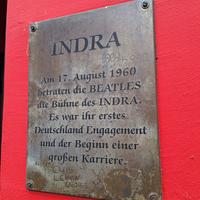 INDRA
Am 17. August 1960
betraten die BEATLES
die Bühne des INDRA.
Es war ihr erstes
Deutschland Engagement
und der Beginn einer
großen Karriere.